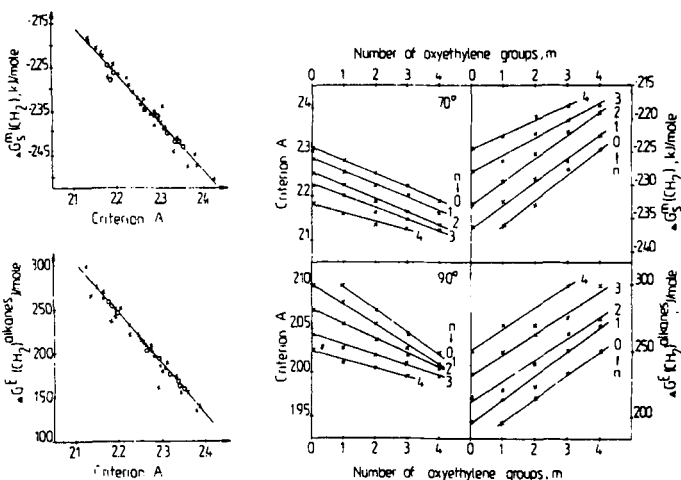 ΔG_S^m(CH₂), kJ/mole
-215
-225
-235
-245
21 22 23 24
Criterion A
ΔG^E(CH₂)^alkanes, J/mole
300
250
200
150
100
21 22 23 24
Criterion A
Number of oxyethylene groups, m
0 1 2 3 4 0 1 2 3 4
Criterion A
24
23
22
21
70°
n
0
1
2
3
4
4
3
2
1
0
n
-215
-220
-225
-230
-235
-240
ΔG_S^m(CH₂), kJ/mole
Criterion A
210
205
200
195
90°
n
0
1
2
3
4
4
3
2
1
0
n
300
250
200
ΔG^E(CH₂)^alkanes, J/mole
0 1 2 3 4 0 1 2 3 4
Number of oxyethylene groups, m